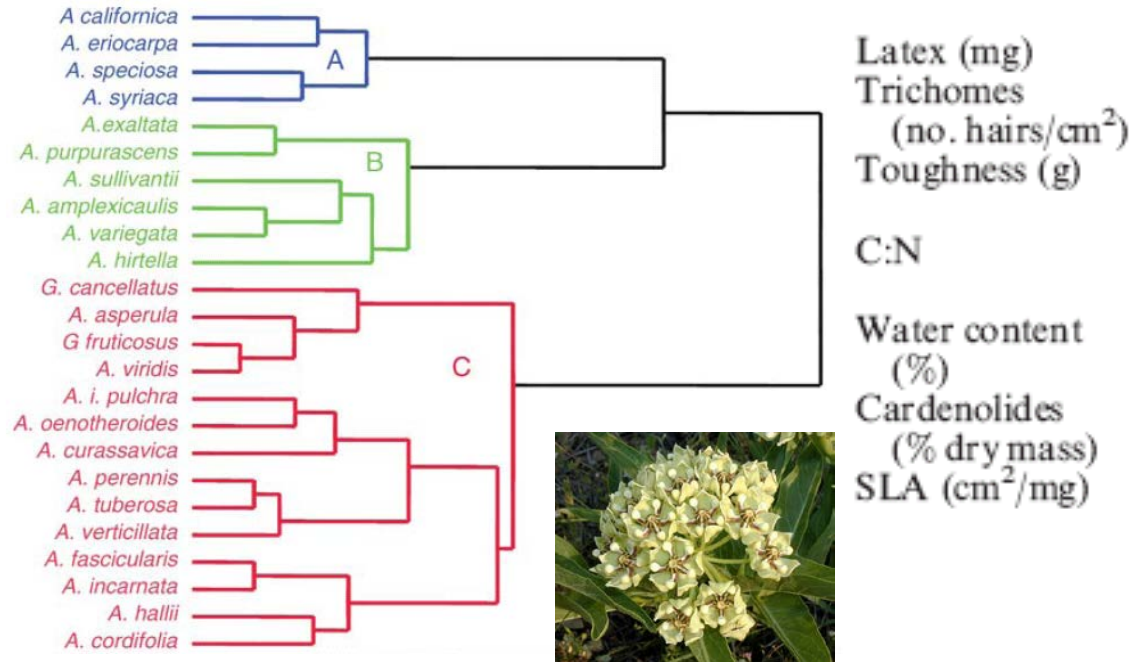 A californica
A. eriocarpa
A. speciosa
A. syriaca
A
A.exaltata
A. purpurascens
A. sullivantii
A. amplexicaulis
A. variegata
A. hirtella
B
G. cancellatus
A. asperula
G fruticosus
A. viridis
A. i. pulchra
A. oenotheroides
A. curassavica
A. perennis
A. tuberosa
A. verticillata
A. fascicularis
A. incarnata
A. hallii
A. cordifolia
C
Latex (mg)
Trichomes
(no. hairs/cm²)
Toughness (g)
C:N
Water content
(%)
Cardenolides
(% dry mass)
SLA (cm²/mg)